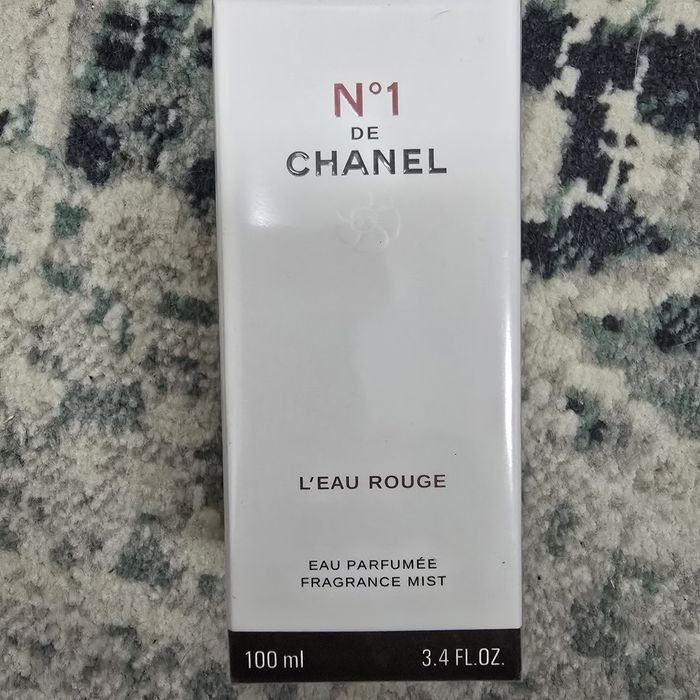 N°1
DE
CHANEL
L'EAU ROUGE
EAU PARFUMÉE
FRAGRANCE MIST
100 ml 3.4 FL.OZ.